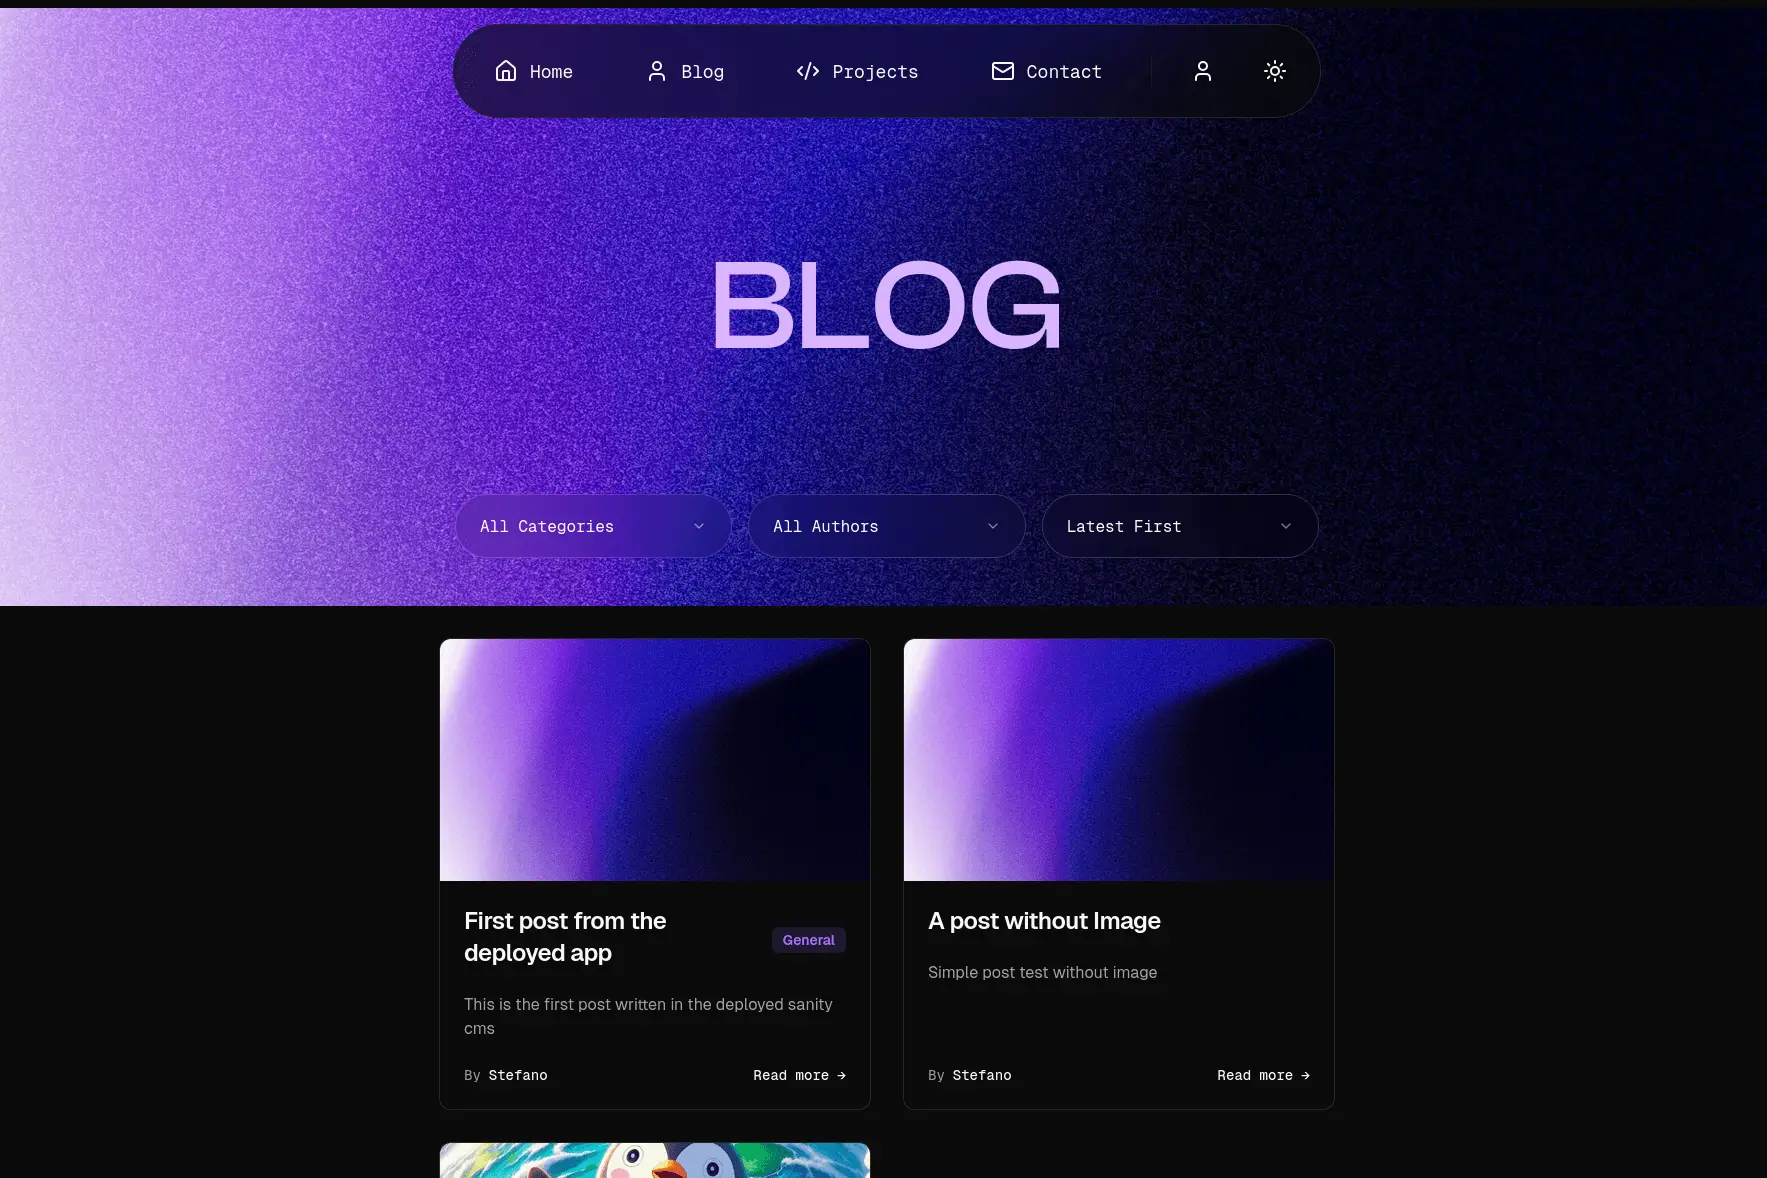 Home Blog Projects Contact
BLOG
All Categories All Authors Latest First
First post from the
deployed app
General
This is the first post written in the deployed sanity
cms
By Stefano Read more →
A post without Image
Simple post test without image
By Stefano Read more →